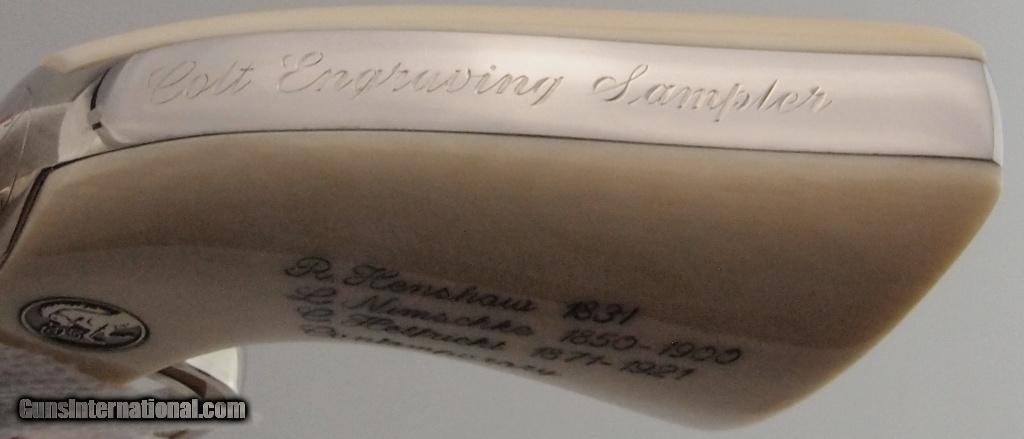 Colt Engraving Sampler
R. Henshaw 1831
L. Nimschke 1850-1900
C. Helfricht 1871-1921
GunsInternational.com